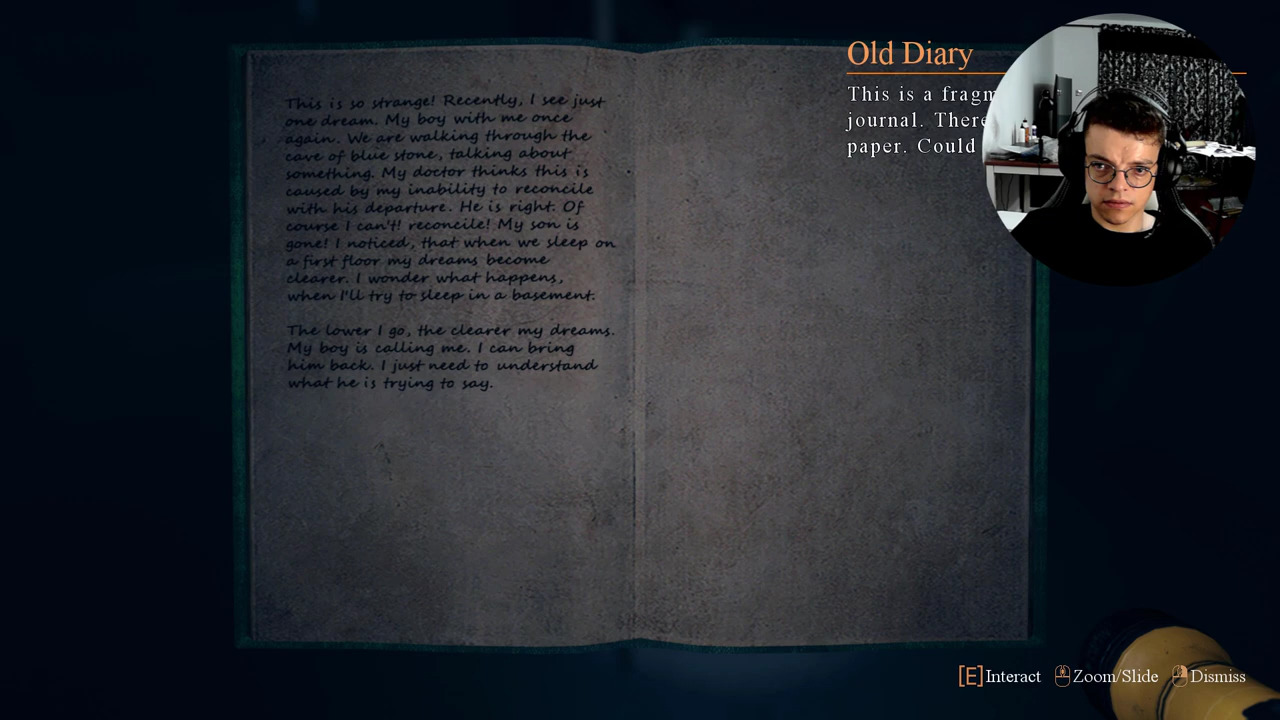 This is so strange! Recently, I see just
one dream. My boy with me once
again. We are walking through the
cave of blue stone, talking about
something. My doctor thinks this is
caused by my inability to reconcile
with his departure. He is right. Of
course I can't! reconcile! My son is
gone! I noticed, that when we sleep on
a first floor my dreams become
clearer. I wonder what happens,
when I'll try to sleep in a basement.
The lower I go, the clearer my dreams.
My boy is calling me. I can bring
him back. I just need to understand
what he is trying to say.
Old Diary
This is a
journal.
paper. Could
[E]Interact Zoom/Slide Dismiss